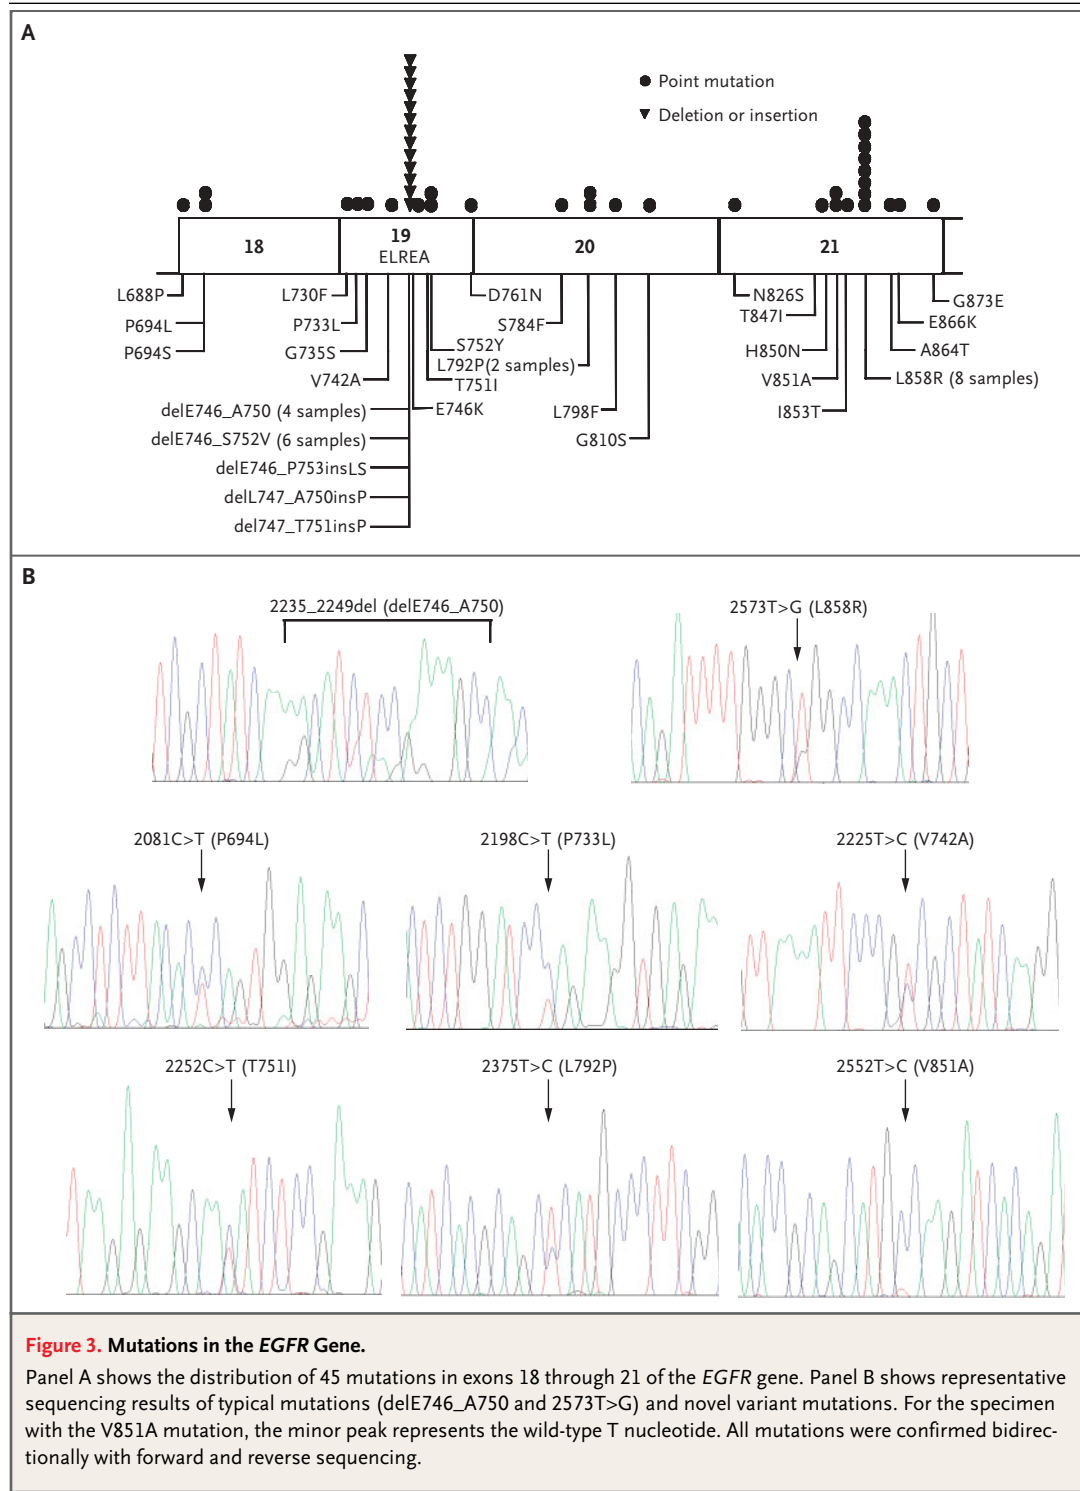 A
Point mutation
Deletion or insertion
18
19
ELREA
20
21
L688P
P694L
P694S
L730F
P733L
G735S
V742A
delE746_A750 (4 samples)
delE746_S752V (6 samples)
delE746_P753insLS
delL747_A750insP
del747_T751insP
D761N
S752Y
T751I
E746K
S784F
L792P(2 samples)
L798F
G810S
N826S
T847I
H850N
V851A
I853T
G873E
E866K
A864T
L858R (8 samples)
B
2235_2249del (delE746_A750)
2573T>G (L858R)
2081C>T (P694L)
2198C>T (P733L)
2225T>C (V742A)
2252C>T (T751I)
2375T>C (L792P)
2552T>C (V851A)
Figure 3. Mutations in the EGFR Gene.
Panel A shows the distribution of 45 mutations in exons 18 through 21 of the EGFR gene. Panel B shows representative
sequencing results of typical mutations (delE746_A750 and 2573T>G) and novel variant mutations. For the specimen
with the V851A mutation, the minor peak represents the wild-type T nucleotide. All mutations were confirmed bidirec-
tionally with forward and reverse sequencing.